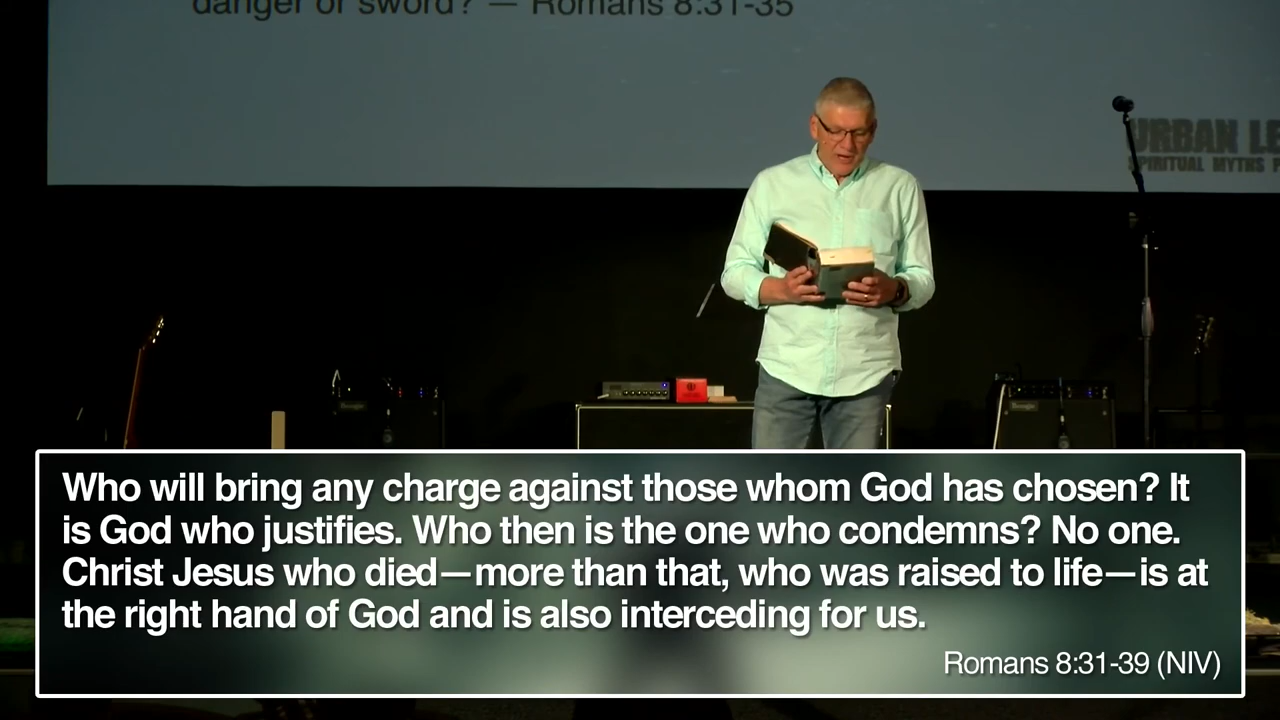 danger or sword? — Romans 8:31-35
URBAN LE
SPIRITUAL MYTHS
Who will bring any charge against those whom God has chosen? It
is God who justifies. Who then is the one who condemns? No one.
Christ Jesus who died—more than that, who was raised to life—is at
the right hand of God and is also interceding for us.
Romans 8:31-39 (NIV)